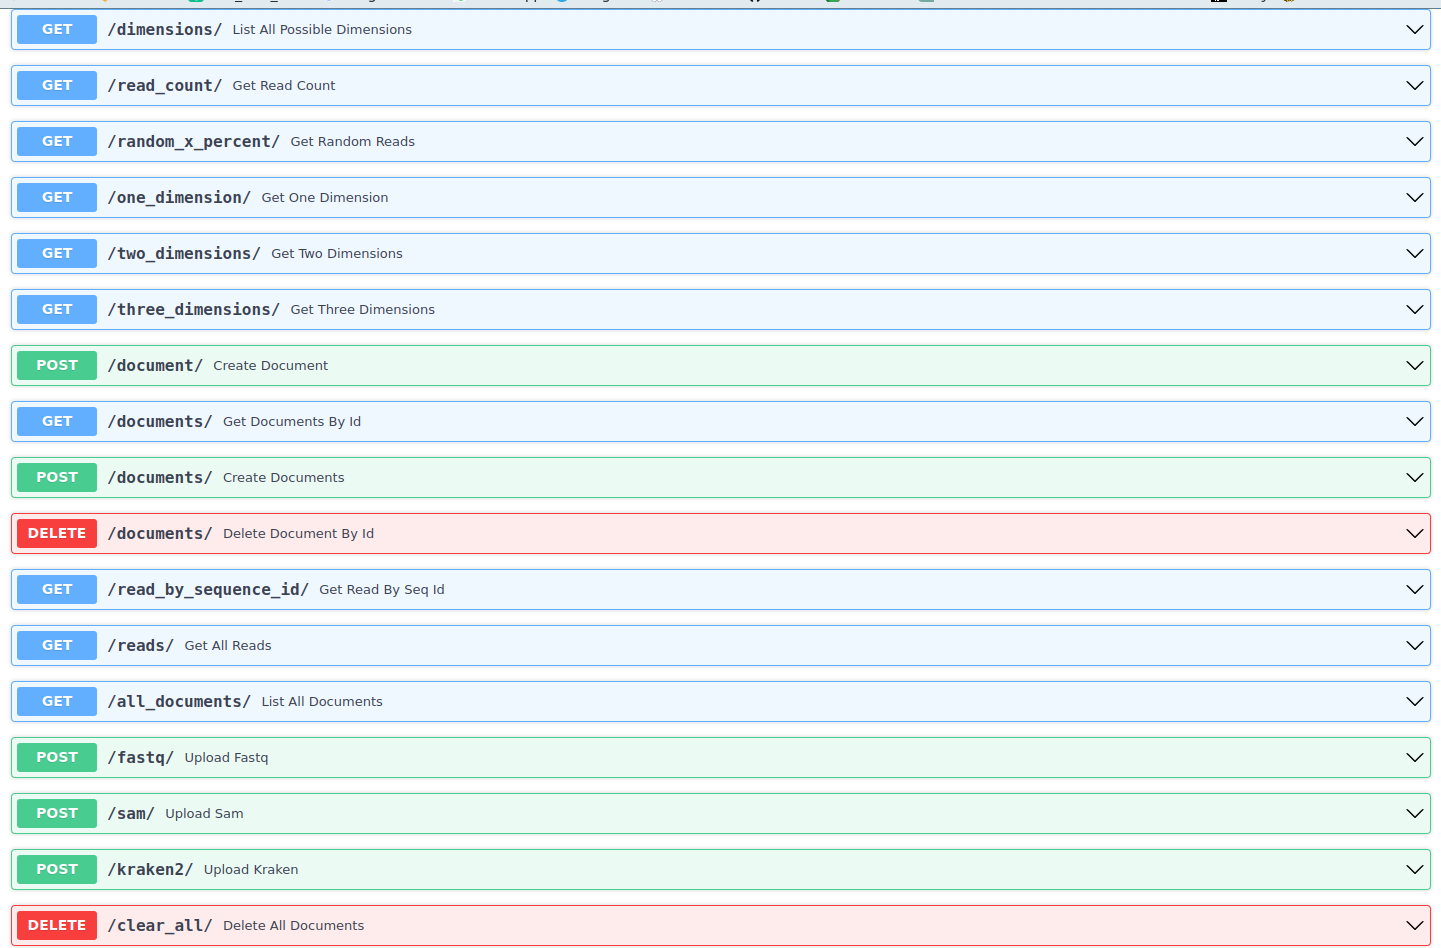 GET /dimensions/ List All Possible Dimensions
GET /read_count/ Get Read Count
GET /random_x_percent/ Get Random Reads
GET /one_dimension/ Get One Dimension
GET /two_dimensions/ Get Two Dimensions
GET /three_dimensions/ Get Three Dimensions
POST /document/ Create Document
GET /documents/ Get Documents By Id
POST /documents/ Create Documents
DELETE /documents/ Delete Document By Id
GET /read_by_sequence_id/ Get Read By Seq Id
GET /reads/ Get All Reads
GET /all_documents/ List All Documents
POST /fastq/ Upload Fastq
POST /sam/ Upload Sam
POST /kraken2/ Upload Kraken
DELETE /clear_all/ Delete All Documents